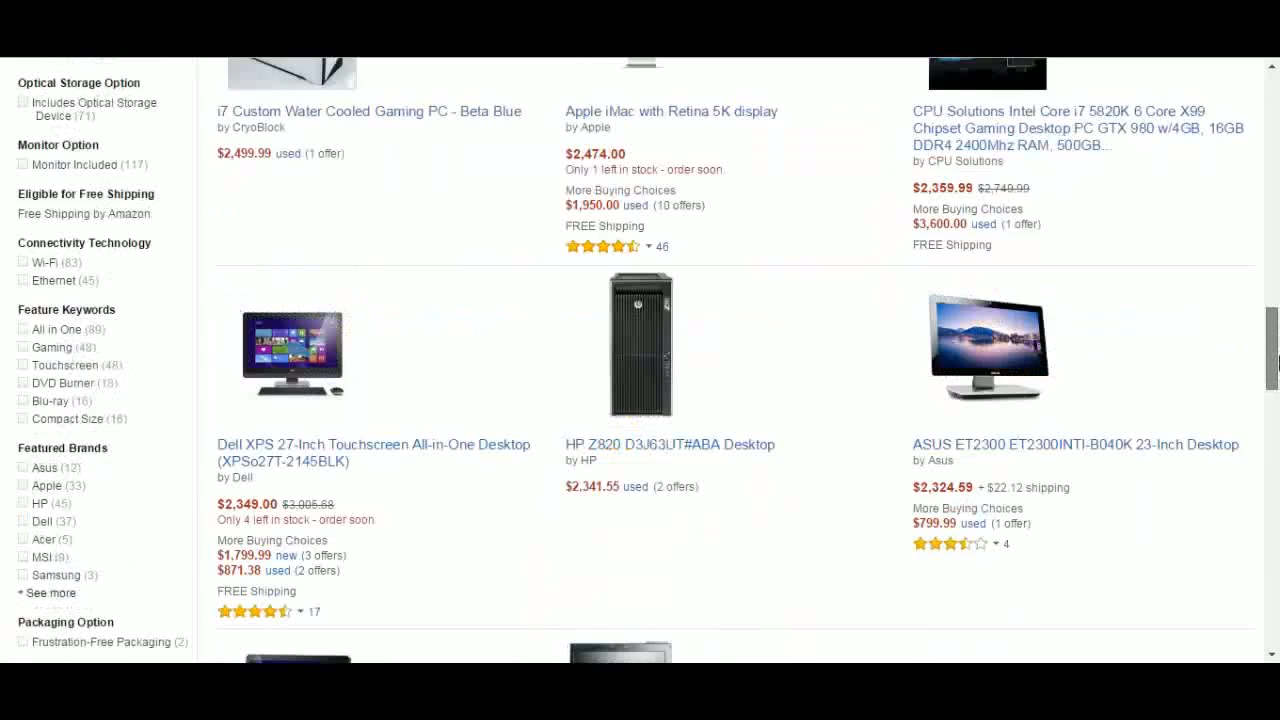 Optical Storage Option
Includes Optical Storage
Device (71)
Monitor Option
Monitor Included (117)
Eligible for Free Shipping
Free Shipping by Amazon
Connectivity Technology
Wi-Fi (83)
Ethernet (45)
Feature Keywords
All in One (89)
Gaming (48)
Touchscreen (48)
DVD Burner (18)
Blu-ray (16)
Compact Size (16)
Featured Brands
Asus (12)
Apple (33)
HP (45)
Dell (37)
Acer (5)
MSI (9)
Samsung (3)
See more
Packaging Option
Frustration-Free Packaging (2)
i7 Custom Water Cooled Gaming PC - Beta Blue
by CryoBlock
$2,499.99 used (1 offer)
Apple iMac with Retina 5K display
by Apple
$2,474.00
Only 1 left in stock - order soon.
More Buying Choices
$1,950.00 used (10 offers)
FREE Shipping
46
CPU Solutions Intel Core i7 5820K 6 Core X99
Chipset Gaming Desktop PC GTX 980 w/4GB, 16GB
DDR4 2400Mhz RAM, 500GB...
by CPU Solutions
$2,359.99 $2,749.99
More Buying Choices
$3,600.00 used (1 offer)
FREE Shipping
Dell XPS 27-Inch Touchscreen All-in-One Desktop
(XPSo27T-2145BLK)
by Dell
$2,349.00 $3,005.68
Only 4 left in stock - order soon
More Buying Choices
$1,799.99 new (3 offers)
$871.38 used (2 offers)
FREE Shipping
17
HP Z820 D3J63UT#ABA Desktop
by HP
$2,341.55 used (2 offers)
ASUS ET2300 ET2300INTI-B040K 23-Inch Desktop
by Asus
$2,324.59 + $22.12 shipping
More Buying Choices
$799.99 used (1 offer)
4